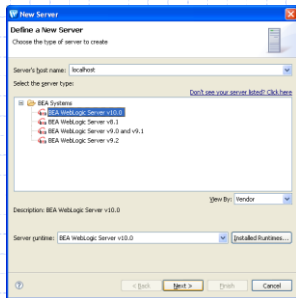 New Server
Define a New Server
Choose the type of server to create
Server's host name: localhost
Select the server type:
Don't see your server listed? Click here
BEA Systems
BEA WebLogic Server v10.0
BEA WebLogic Server v8.1
BEA WebLogic Server v9.0 and v9.1
BEA WebLogic Server v9.2
View By: Vendor
Description: BEA WebLogic Server v10.0
Server runtime: BEA WebLogic Server v10.0 Installed Runtimes...
? < Back Next > Finish Cancel